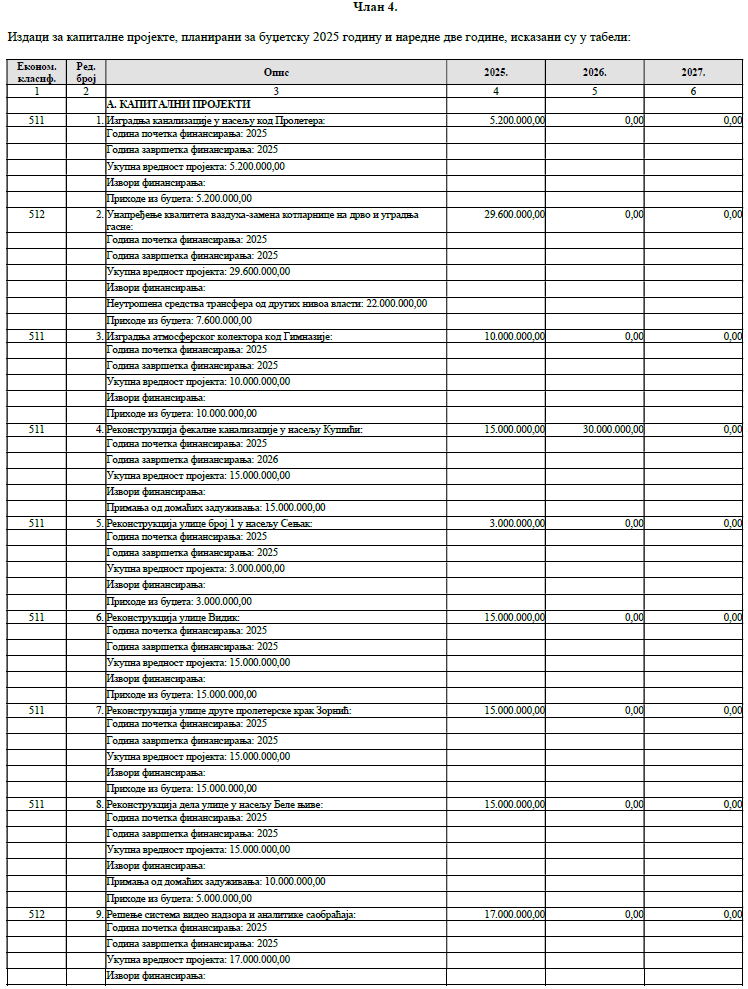 Члан 4.
Издаци за капиталне пројекте, планирани за буџетску 2025 годину и наредне две године, исказани су у табели:
Економ. класиф. Ред. број Опис 2025. 2026. 2027.
1 2 3 4 5 6
А. КАПИТАЛНИ ПРОЈЕКТИ
511 1. Изградња канализације у насељу код Пролетера: 5.200.000,00 0,00 0,00
Година почетка финансирања: 2025
Година завршетка финансирања: 2025
Укупна вредност пројекта: 5.200.000,00
Извори финансирања:
Приходе из буџета: 5.200.000,00
512 2. Унапређење квалитета ваздуха-замена котларнице на дрво и уградња 29.600.000,00 0,00 0,00
гасне:
Година почетка финансирања: 2025
Година завршетка финансирања: 2025
Укупна вредност пројекта: 29.600.000,00
Извори финансирања:
Неутрошена средства трансфера од других нивоа власти: 22.000.000,00
Приходе из буџета: 7.600.000,00
511 3. Изградња атмосферског колектора код Гимназије: 10.000.000,00 0,00 0,00
Година почетка финансирања: 2025
Година завршетка финансирања: 2025
Укупна вредност пројекта: 10.000.000,00
Извори финансирања:
Приходе из буџета: 10.000.000,00
511 4. Реконструкција фекалне канализације у насељу Кушићи: 15.000.000,00 30.000.000,00 0,00
Година почетка финансирања: 2025
Година завршетка финансирања: 2026
Укупна вредност пројекта: 15.000.000,00
Извори финансирања:
Примања од домаћих задуживања: 15.000.000,00
511 5. Реконструкција улице број 1 у насељу Сењак: 3.000.000,00 0,00 0,00
Година почетка финансирања: 2025
Година завршетка финансирања: 2025
Укупна вредност пројекта: 3.000.000,00
Извори финансирања:
Приходе из буџета: 3.000.000,00
511 6. Реконструкција улице Видик: 15.000.000,00 0,00 0,00
Година почетка финансирања: 2025
Година завршетка финансирања: 2025
Укупна вредност пројекта: 15.000.000,00
Извори финансирања:
Приходе из буџета: 15.000.000,00
511 7. Реконструкција улице друге пролетерске крак Зорнић: 15.000.000,00 0,00 0,00
Година почетка финансирања: 2025
Година завршетка финансирања: 2025
Укупна вредност пројекта: 15.000.000,00
Извори финансирања:
Приходе из буџета: 15.000.000,00
511 8. Реконструкција дела улице у насељу Беле њиве: 15.000.000,00 0,00 0,00
Година почетка финансирања: 2025
Година завршетка финансирања: 2025
Укупна вредност пројекта: 15.000.000,00
Извори финансирања:
Примања од домаћих задуживања: 10.000.000,00
Приходе из буџета: 5.000.000,00
512 9. Решење система видео надзора и аналитике саобраћаја: 17.000.000,00 0,00 0,00
Година почетка финансирања: 2025
Година завршетка финансирања: 2025
Укупна вредност пројекта: 17.000.000,00
Извори финансирања: